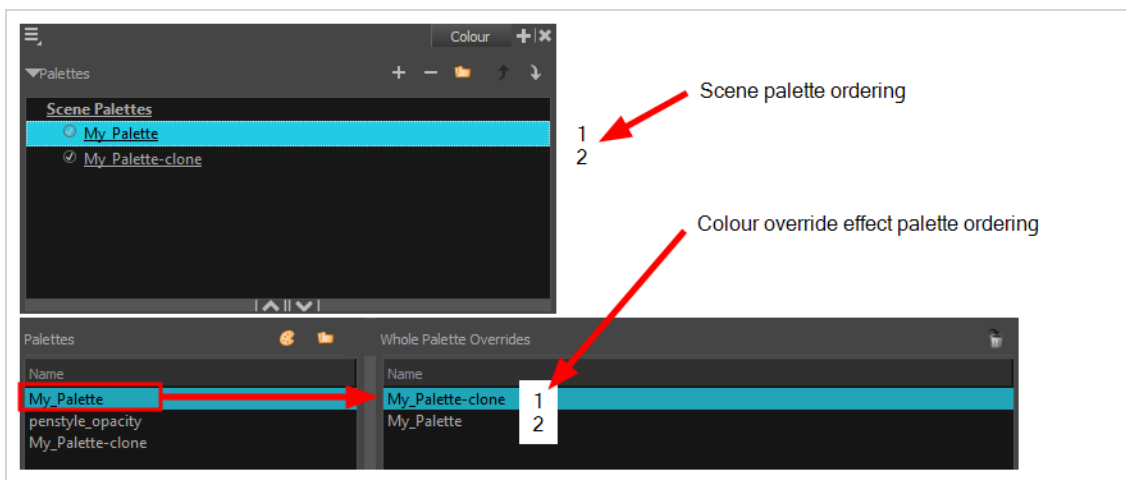 Colour
Palettes
Scene Palettes
My_Palette
My_Palette-clone
Scene palette ordering
1
2
Colour override effect palette ordering
Palettes
Name
My_Palette
penstyle_opacity
My_Palette-clone
Whole Palette Overrides
Name
My_Palette-clone 1
My_Palette 2